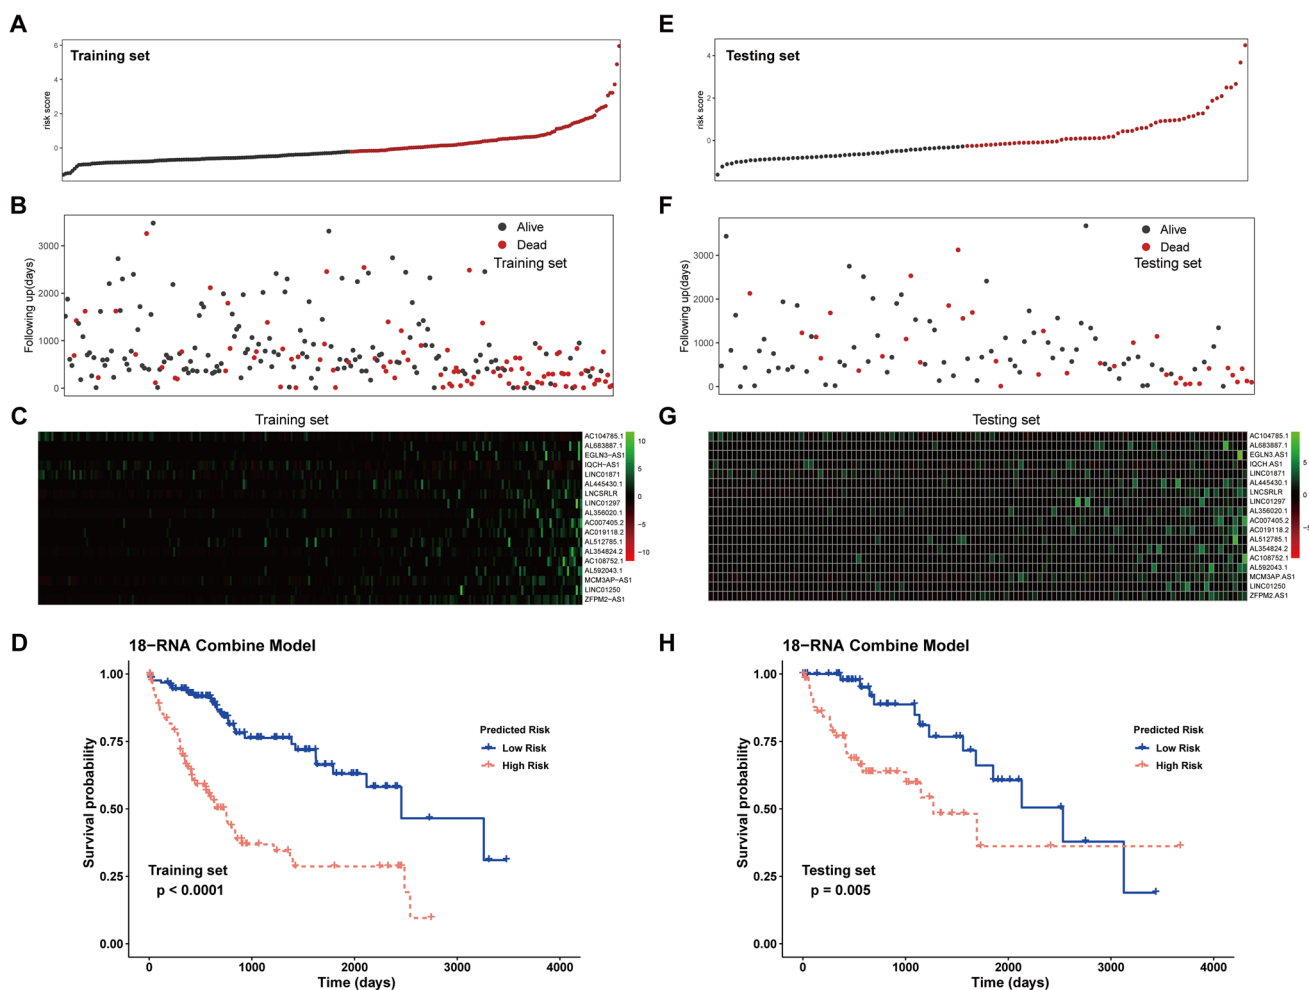 A
Training set
risk score
6
4
2
0
B
Following up(days)
3000
2000
1000
0
Alive
Dead
Training set
C
Training set
AC104785.1
AL683887.1
EGLN3−AS1
IQCH−AS1
LINC01871
AL445430.1
LNCSRLR
LINC01297
AL356020.1
AC007405.2
AC019118.2
AL512785.1
AL354824.2
AC108752.1
AL592043.1
MCM3AP−AS1
LINC01250
ZFPM2−AS1
10
5
0
−5
−10
D
18−RNA Combine Model
Survival probability
1.00
0.75
0.50
0.25
0.00
Predicted Risk
Low Risk
High Risk
Training set
p < 0.0001
0 1000 2000 3000 4000
Time (days)
E
Testing set
risk score
4
2
0
F
Following up(days)
3000
2000
1000
0
Alive
Dead
Testing set
G
Testing set
AC104785.1
AL683887.1
EGLN3.AS1
IQCH.AS1
LINC01871
AL445430.1
LNCSRLR
LINC01297
AL356020.1
AC007405.2
AC019118.2
AL512785.1
AL354824.2
AC108752.1
AL592043.1
MCM3AP.AS1
LINC01250
ZFPM2.AS1
5
0
−5
H
18−RNA Combine Model
Survival probability
1.00
0.75
0.50
0.25
0.00
Predicted Risk
Low Risk
High Risk
Testing set
p = 0.005
0 1000 2000 3000 4000
Time (days)